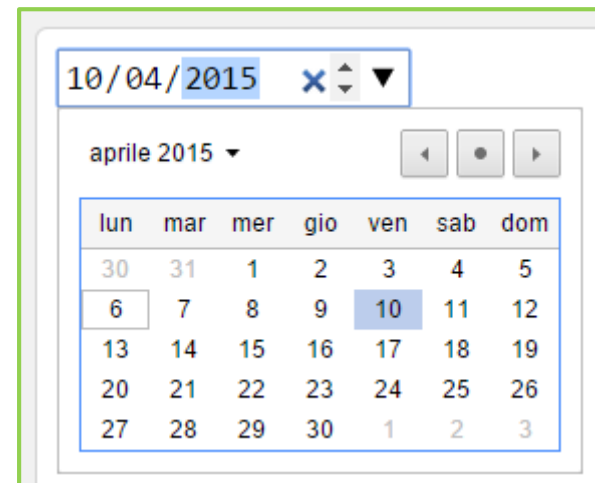 10/04/2015
aprile 2015
lun mar mer gio ven sab dom
30 31 1 2 3 4 5
6 7 8 9 10 11 12
13 14 15 16 17 18 19
20 21 22 23 24 25 26
27 28 29 30 1 2 3